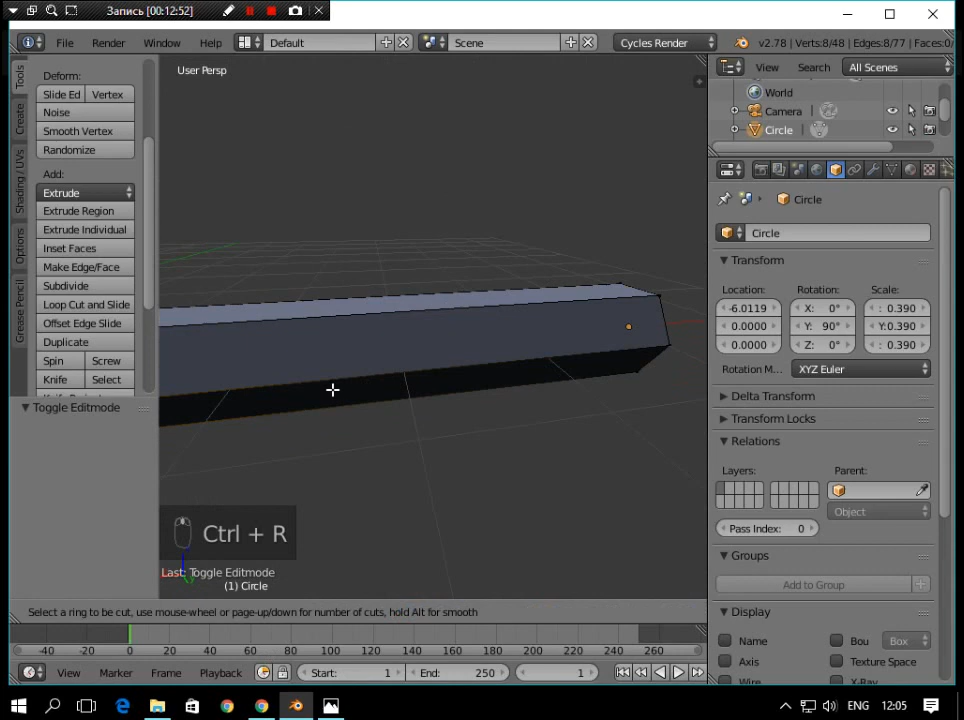 Запись [00:12:52]
File Render Window Help Default Scene Cycles Render v2.78 | Verts:8/48 | Edges:8/77 | Faces:0/
Tools
Create
Shading / UVs
Options
Grease Pencil
Deform:
Slide Ed Vertex
Noise
Smooth Vertex
Randomize
Add:
Extrude
Extrude Region
Extrude Individual
Inset Faces
Make Edge/Face
Subdivide
Loop Cut and Slide
Offset Edge Slide
Duplicate
Spin Screw
Knife Select
Toggle Editmode
User Persp
Ctrl + R
Last: Toggle Editmode
(1) Circle
View Search All Scenes
World
Camera
Circle
Circle
Circle
Transform
Location: Rotation: Scale:
-6.0119 X: 0° : 0.390
0.0000 Y: 90° Y:0.390
0.0000 Z: 0° : 0.390
Rotation M... XYZ Euler
Delta Transform
Transform Locks
Relations
Layers: Parent:
Object
Pass Index: 0
Groups
Add to Group
Display
Name Bou Box
Axis Texture Space
Wire X-Ray
Select a ring to be cut, use mouse-wheel or page-up/down for number of cuts, hold Alt for smooth
-40 -20 0 20 40 60 80 100 120 140 160 180 200 220 240 260
View Marker Frame Playback Start: 1 End: 250 1
ENG 12:05